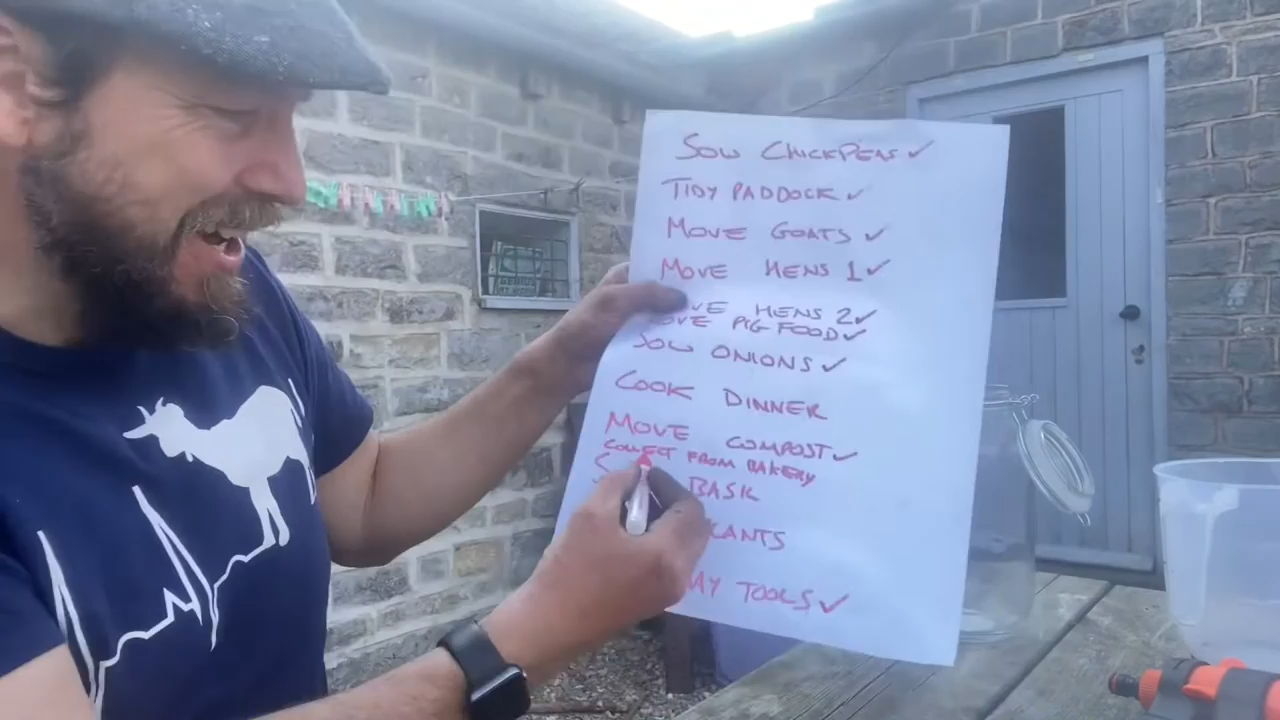 SOW CHICKPEAS ✓
TIDY PADDOCK ✓
MOVE GOATS ✓
MOVE HENS 1 ✓
HENS 2 ✓
PIG FOOD ✓
SOW ONIONS ✓
COOK DINNER
MOVE COMPOST ✓
COLLECT FROM BAKERY
BASK
TOOLS ✓